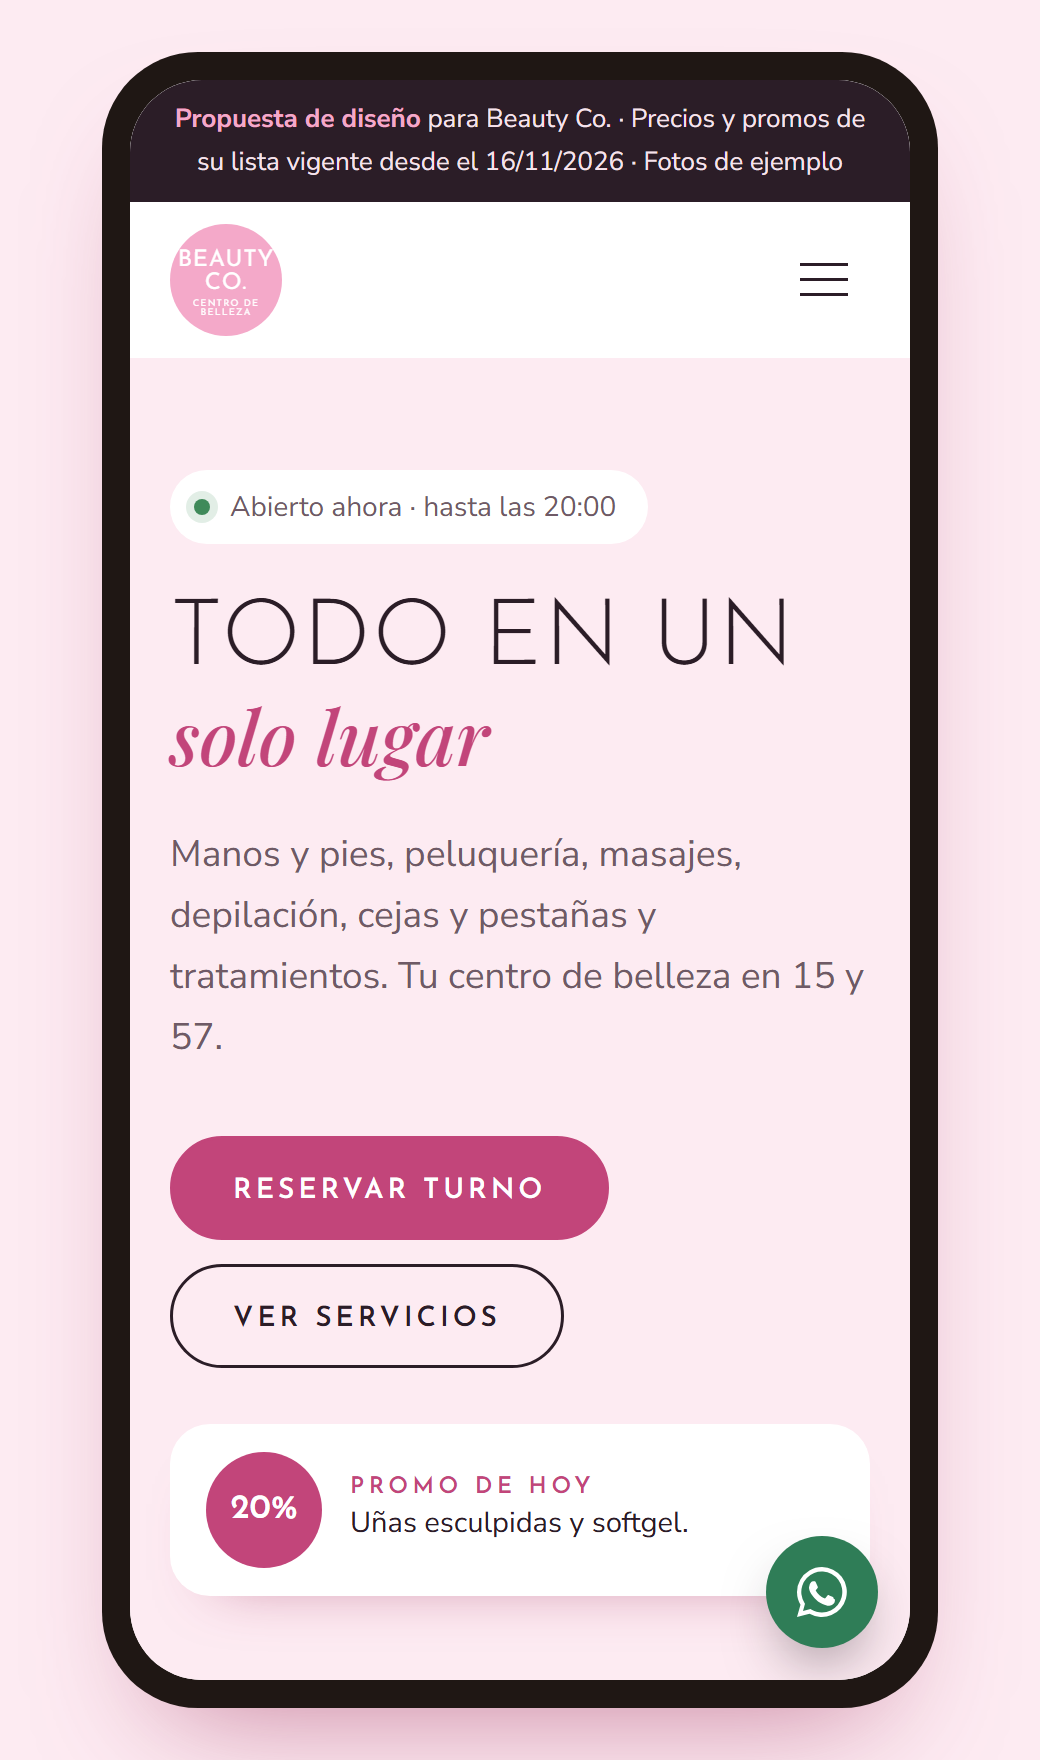 Propuesta de diseño para Beauty Co. · Precios y promos de
su lista vigente desde el 16/11/2026 · Fotos de ejemplo
BEAUTY
CO.
CENTRO DE
BELLEZA
Abierto ahora · hasta las 20:00
TODO EN UN
solo lugar
Manos y pies, peluquería, masajes,
depilación, cejas y pestañas y
tratamientos. Tu centro de belleza en 15 y
57.
RESERVAR TURNO
VER SERVICIOS
20%
PROMO DE HOY
Uñas esculpidas y softgel.